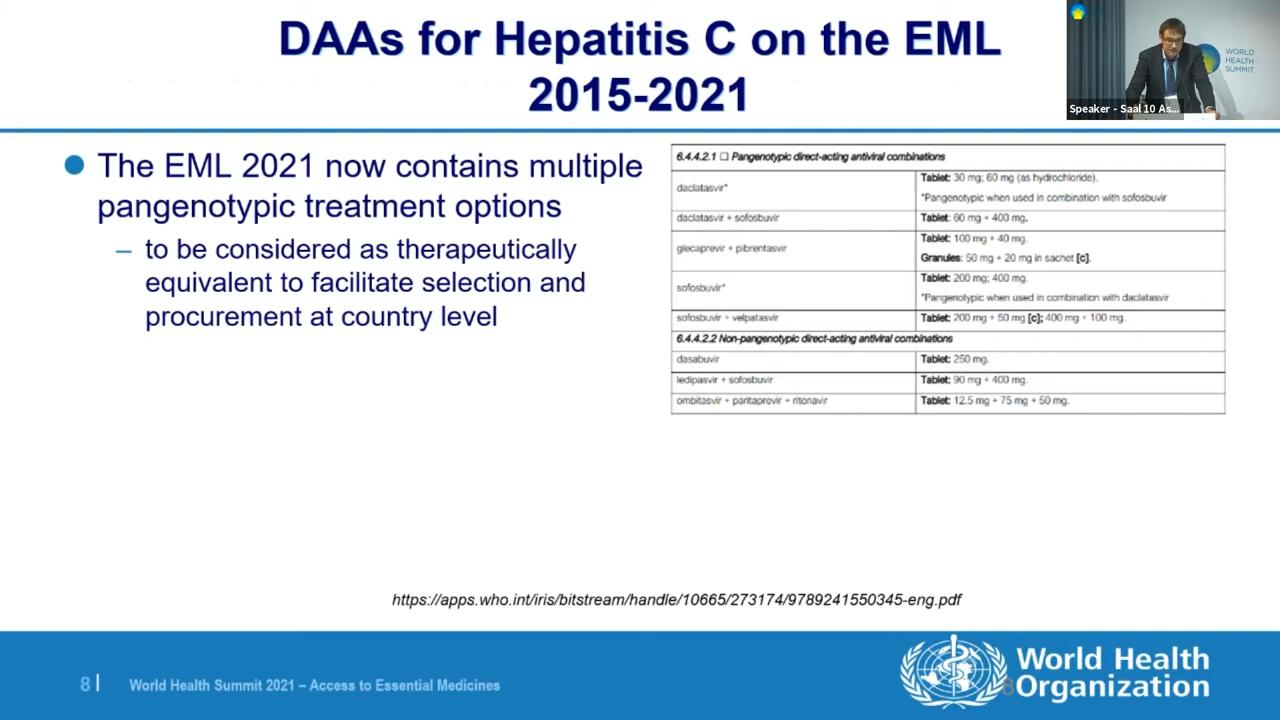 DAAs for Hepatitis C on the EML
2015-2021
WORLD
HEALTH
SUMMIT
Speaker - Saal 10 As...
The EML 2021 now contains multiple
pangenotypic treatment options
– to be considered as therapeutically
equivalent to facilitate selection and
procurement at country level
6.4.4.2.1 □ Pangenotypic direct-acting antiviral combinations
daclatasvir* Tablet: 30 mg; 60 mg (as hydrochloride).
*Pangenotypic when used in combination with sofosbuvir
daclatasvir + sofosbuvir Tablet: 60 mg + 400 mg.
glecaprevir + pibrentasvir Tablet: 100 mg + 40 mg.
Granules: 50 mg + 20 mg in sachet [c].
sofosbuvir* Tablet: 200 mg; 400 mg.
*Pangenotypic when used in combination with daclatasvir
sofosbuvir + velpatasvir Tablet: 200 mg + 50 mg [c]; 400 mg + 100 mg.
6.4.4.2.2 Non-pangenotypic direct-acting antiviral combinations
dasabuvir Tablet: 250 mg.
ledipasvir + sofosbuvir Tablet: 90 mg + 400 mg.
ombitasvir + paritaprevir + ritonavir Tablet: 12.5 mg + 75 mg + 50 mg.
https://apps.who.int/iris/bitstream/handle/10665/273174/9789241550345-eng.pdf
8 | World Health Summit 2021 – Access to Essential Medicines
World Health
Organization
8